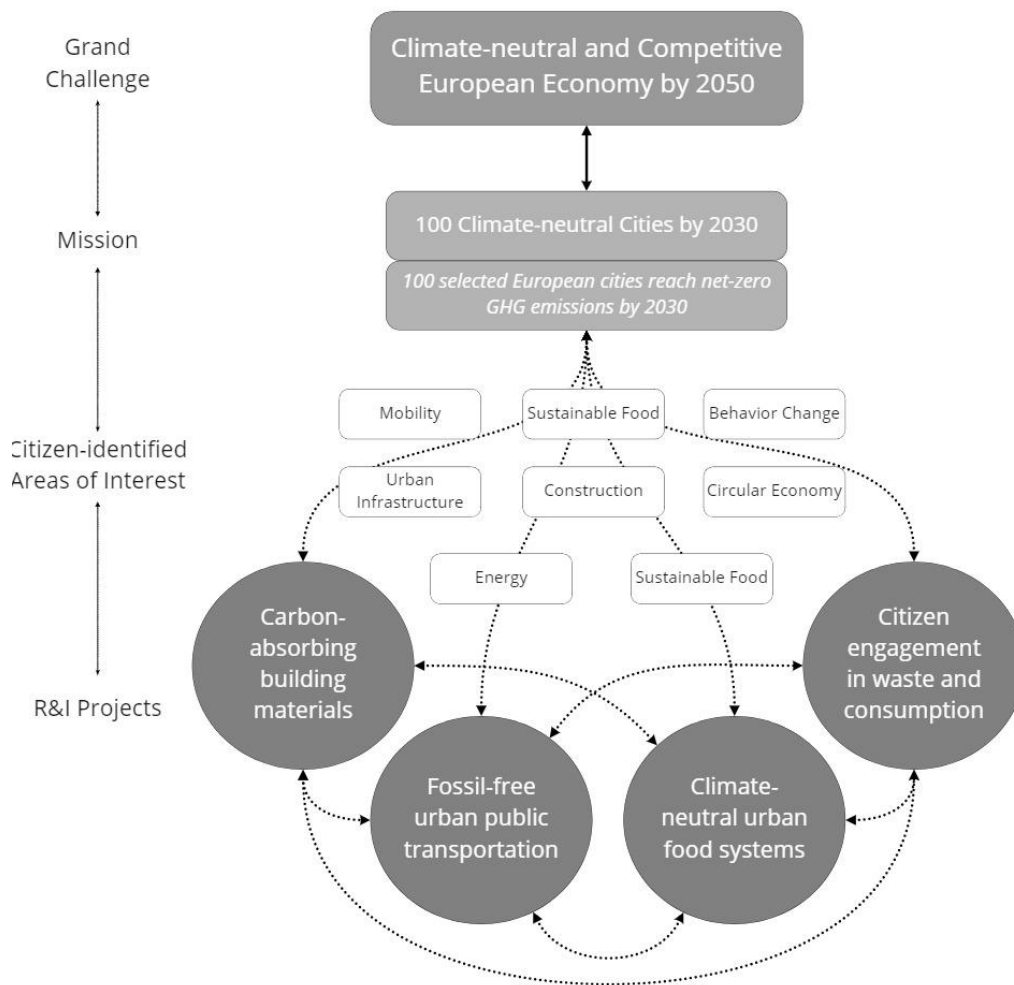 Grand
Challenge
Climate-neutral and Competitive
European Economy by 2050
Mission
100 Climate-neutral Cities by 2030
100 selected European cities reach net-zero
GHG emissions by 2030
Citizen-identified
Areas of Interest
Mobility
Sustainable Food
Behavior Change
Urban
Infrastructure
Construction
Circular Economy
Energy
Sustainable Food
R&I Projects
Carbon-
absorbing
building
materials
Fossil-free
urban public
transportation
Climate-
neutral urban
food systems
Citizen
engagement
in waste and
consumption